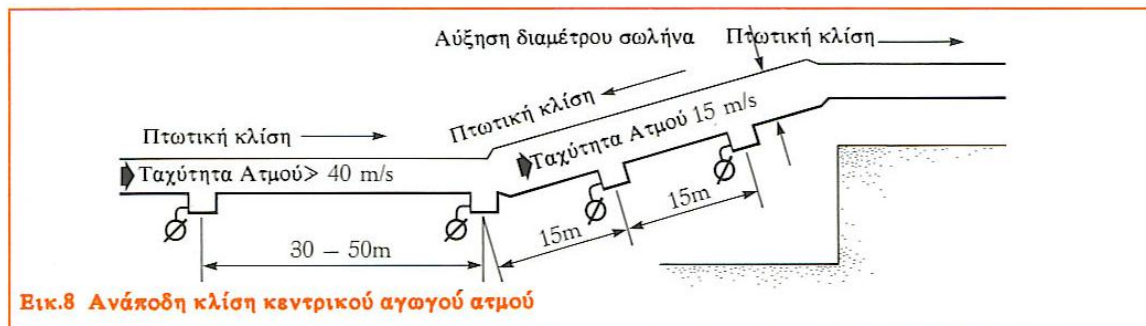 Αύξηση διαμέτρου σωλήνα
Πτωτική κλίση
Πτωτική κλίση
Πτωτική κλίση
Ταχύτητα Ατμού 15 m/s
Ταχύτητα Ατμού> 40 m/s
15m
15m
30 – 50m
Εικ.8 Ανάποδη κλίση κεντρικού αγωγού ατμού